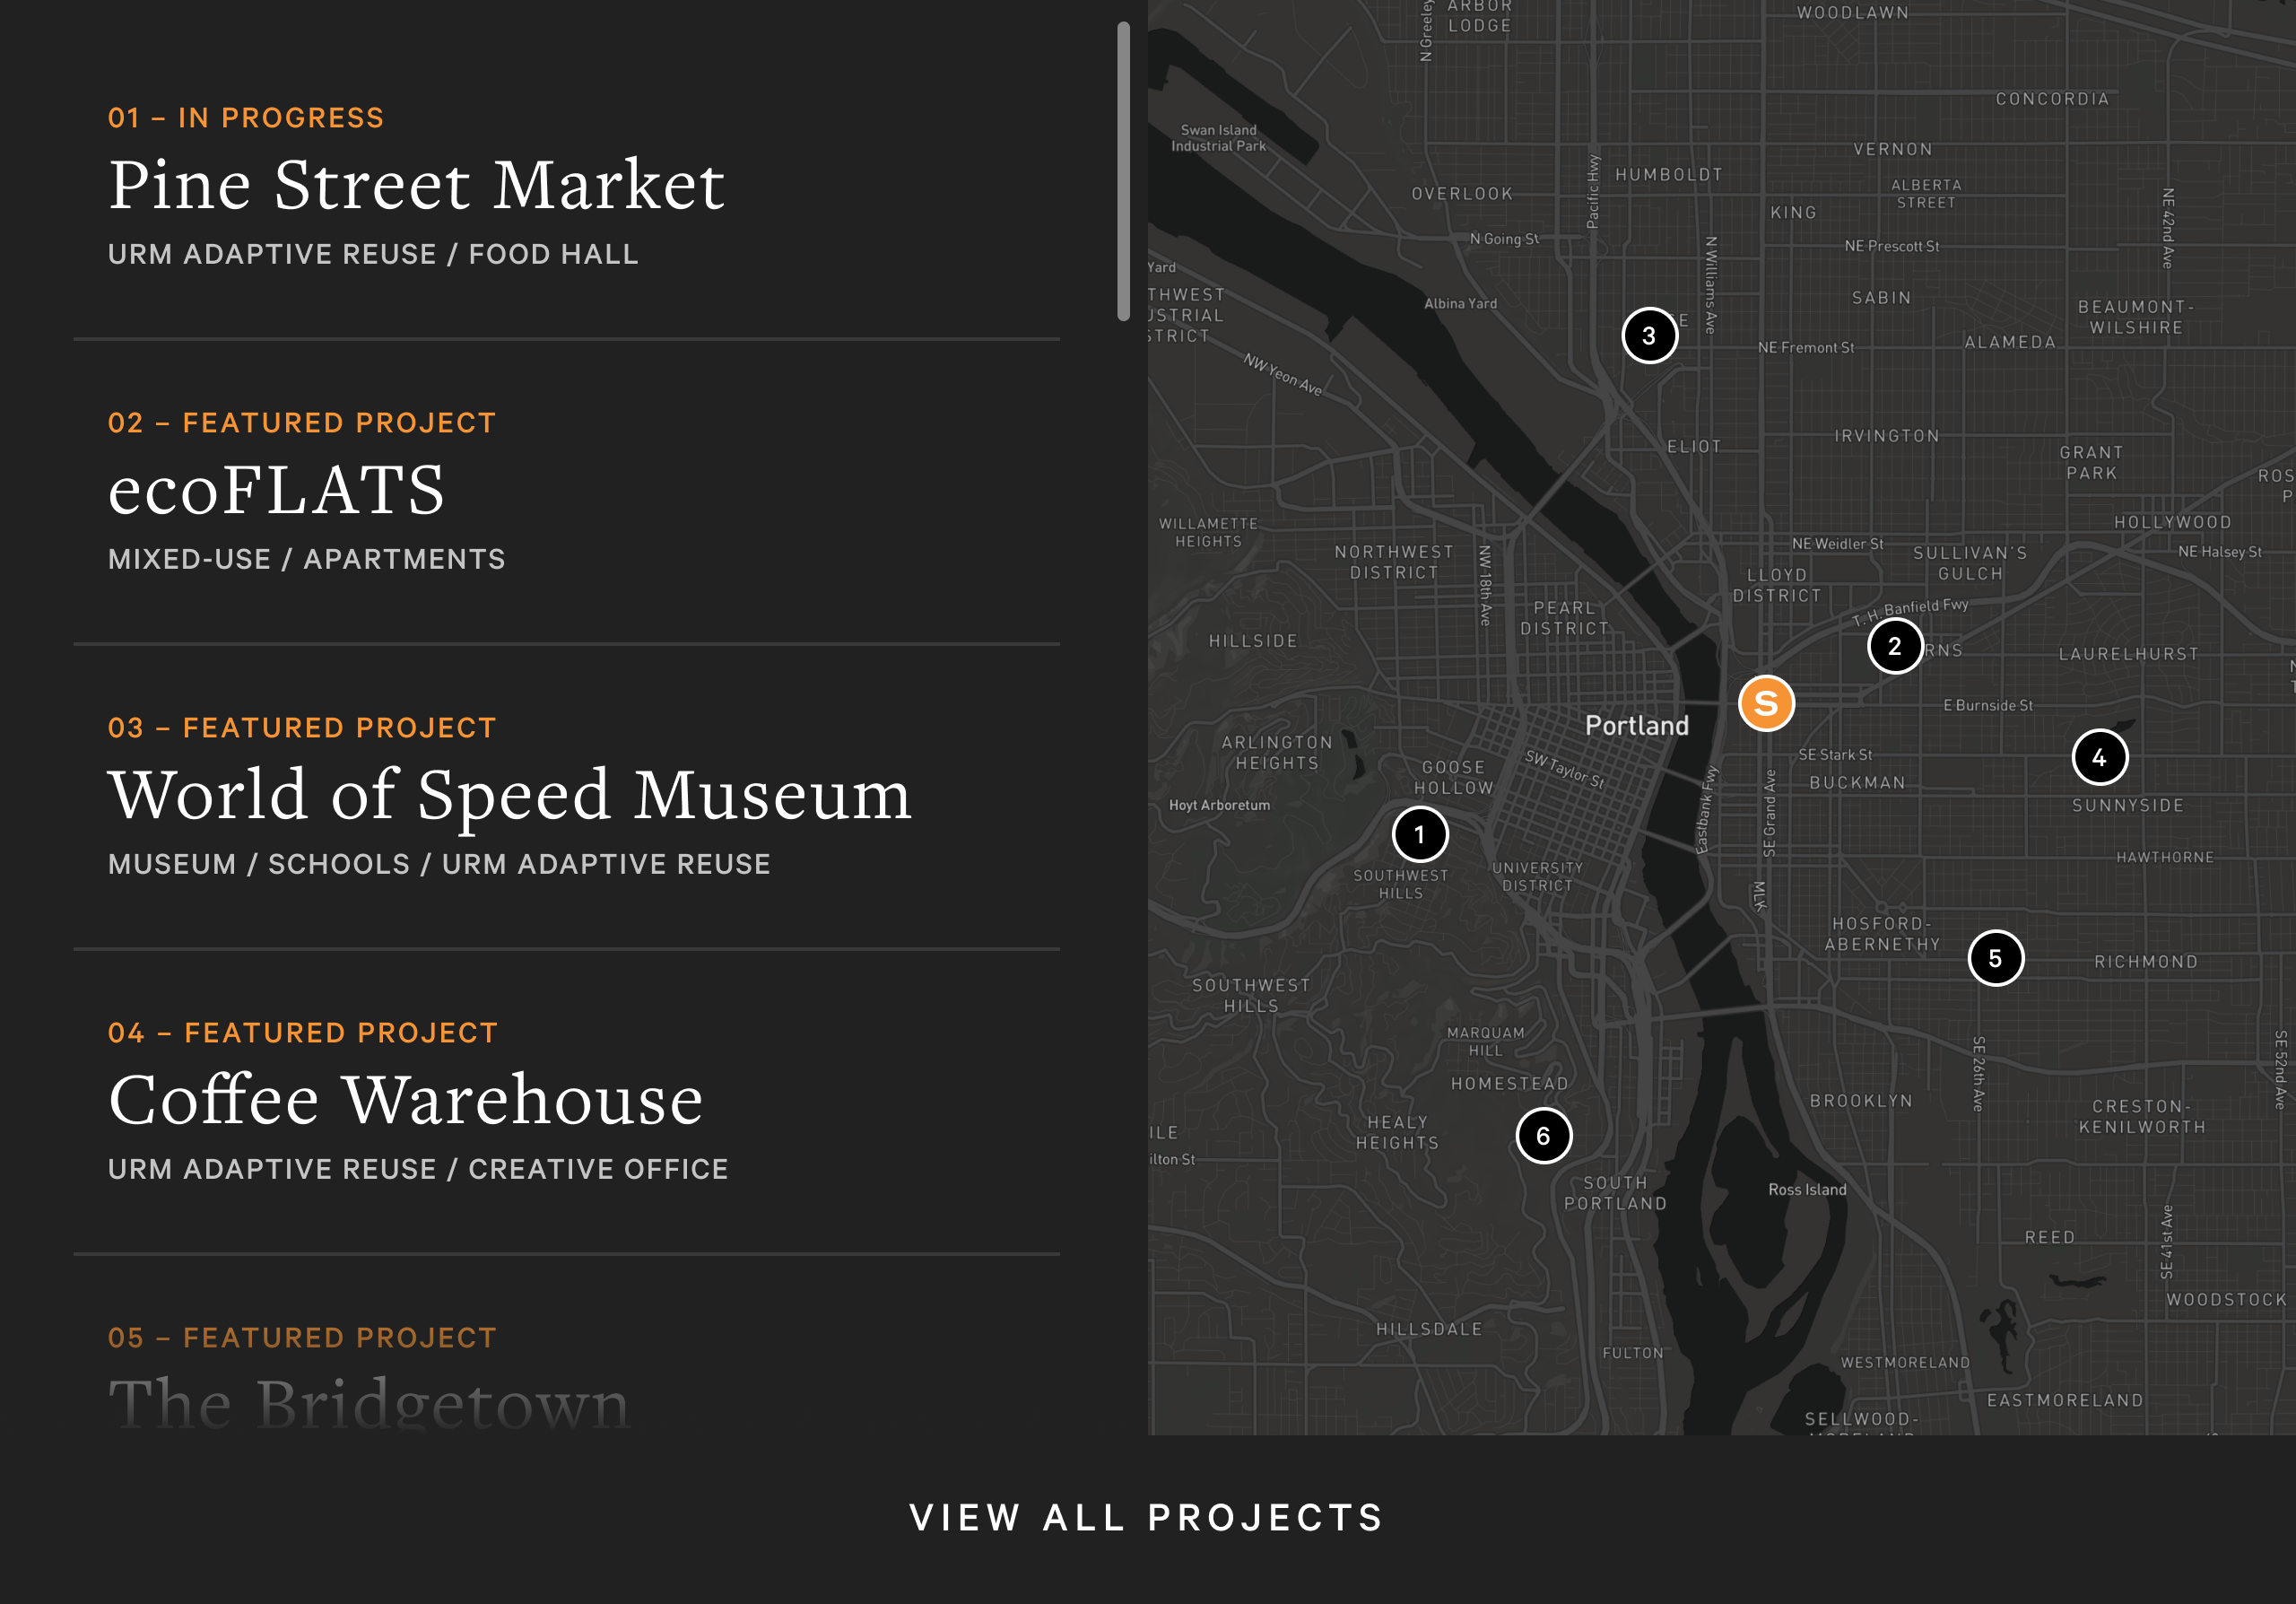 01 – IN PROGRESS
Pine Street Market
URM ADAPTIVE REUSE / FOOD HALL
02 – FEATURED PROJECT
ecoFLATS
MIXED-USE / APARTMENTS
03 – FEATURED PROJECT
World of Speed Museum
MUSEUM / SCHOOLS / URM ADAPTIVE REUSE
04 – FEATURED PROJECT
Coffee Warehouse
URM ADAPTIVE REUSE / CREATIVE OFFICE
05 – FEATURED PROJECT
The Bridgetown
ARBOR
LODGE
N Greeley
WOODLAWN
CONCORDIA
Swan Island
Industrial Park
VERNON
HUMBOLDT
OVERLOOK
Pacific Hwy
ALBERTA
STREET
KING
NE 42nd Ave
N Going St
N Williams Ave
NE Prescott St
Yard
THWEST
USTRIAL
STRICT
Albina Yard
SABIN
BEAUMONT-
WILSHIRE
3
SE
NE Fremont St
ALAMEDA
NW Yeon Ave
ELIOT
IRVINGTON
GRANT
PARK
ROS
P
WILLAMETTE
HEIGHTS
NORTHWEST
DISTRICT
NW 18th Ave
NE Weidler St
SULLIVAN'S
GULCH
HOLLYWOOD
NE Halsey St
LLOYD
DISTRICT
PEARL
DISTRICT
T. H. Banfield Fwy
HILLSIDE
2
RNS
LAURELHURST
S
E Burnside St
Portland
ARLINGTON
HEIGHTS
GOOSE
HOLLOW
SW Taylor St
SE Stark St
4
BUCKMAN
SUNNYSIDE
Hoyt Arboretum
Eastbank Fwy
SE Grand Ave
1
SOUTHWEST
HILLS
UNIVERSITY
DISTRICT
HAWTHORNE
MLK
HOSFORD-
ABERNETHY
5
RICHMOND
SOUTHWEST
HILLS
MARQUAM
HILL
HOMESTEAD
SE 26th Ave
SE 52nd Ave
BROOKLYN
CRESTON-
KENILWORTH
HEALY
HEIGHTS
6
ILE
ilton St
SOUTH
PORTLAND
Ross Island
REED
SE 41st Ave
WOODSTOCK
HILLSDALE
FULTON
WESTMORELAND
EASTMORELAND
SELLWOOD-
VIEW ALL PROJECTS